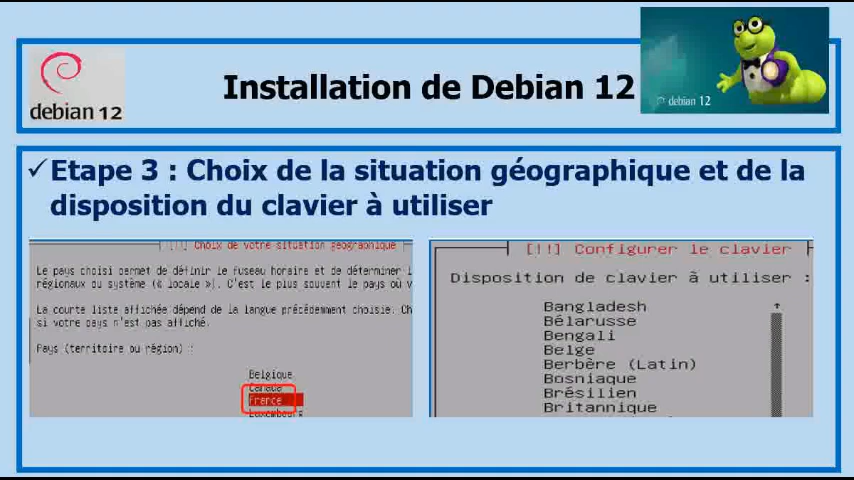 debian 12
Installation de Debian 12
debian 12
✓Etape 3 : Choix de la situation géographique et de la
disposition du clavier à utiliser
[!!] Choix de votre situation géographique
Le pays choisi permet de définir le fuseau horaire et de déterminer l
régionaux du système (« locale »). C'est le plus souvent le pays où v
La courte liste affichée dépend de la langue précédemment choisie. Ch
si votre pays n'est pas affiché.
Pays (territoire ou région) :
Belgique
Canada
France
Luxembourg
[!!] Configurer le clavier
Disposition de clavier à utiliser :
Bangladesh
Bélarusse
Bengali
Belge
Berbère (Latin)
Bosniaque
Brésilien
Britannique